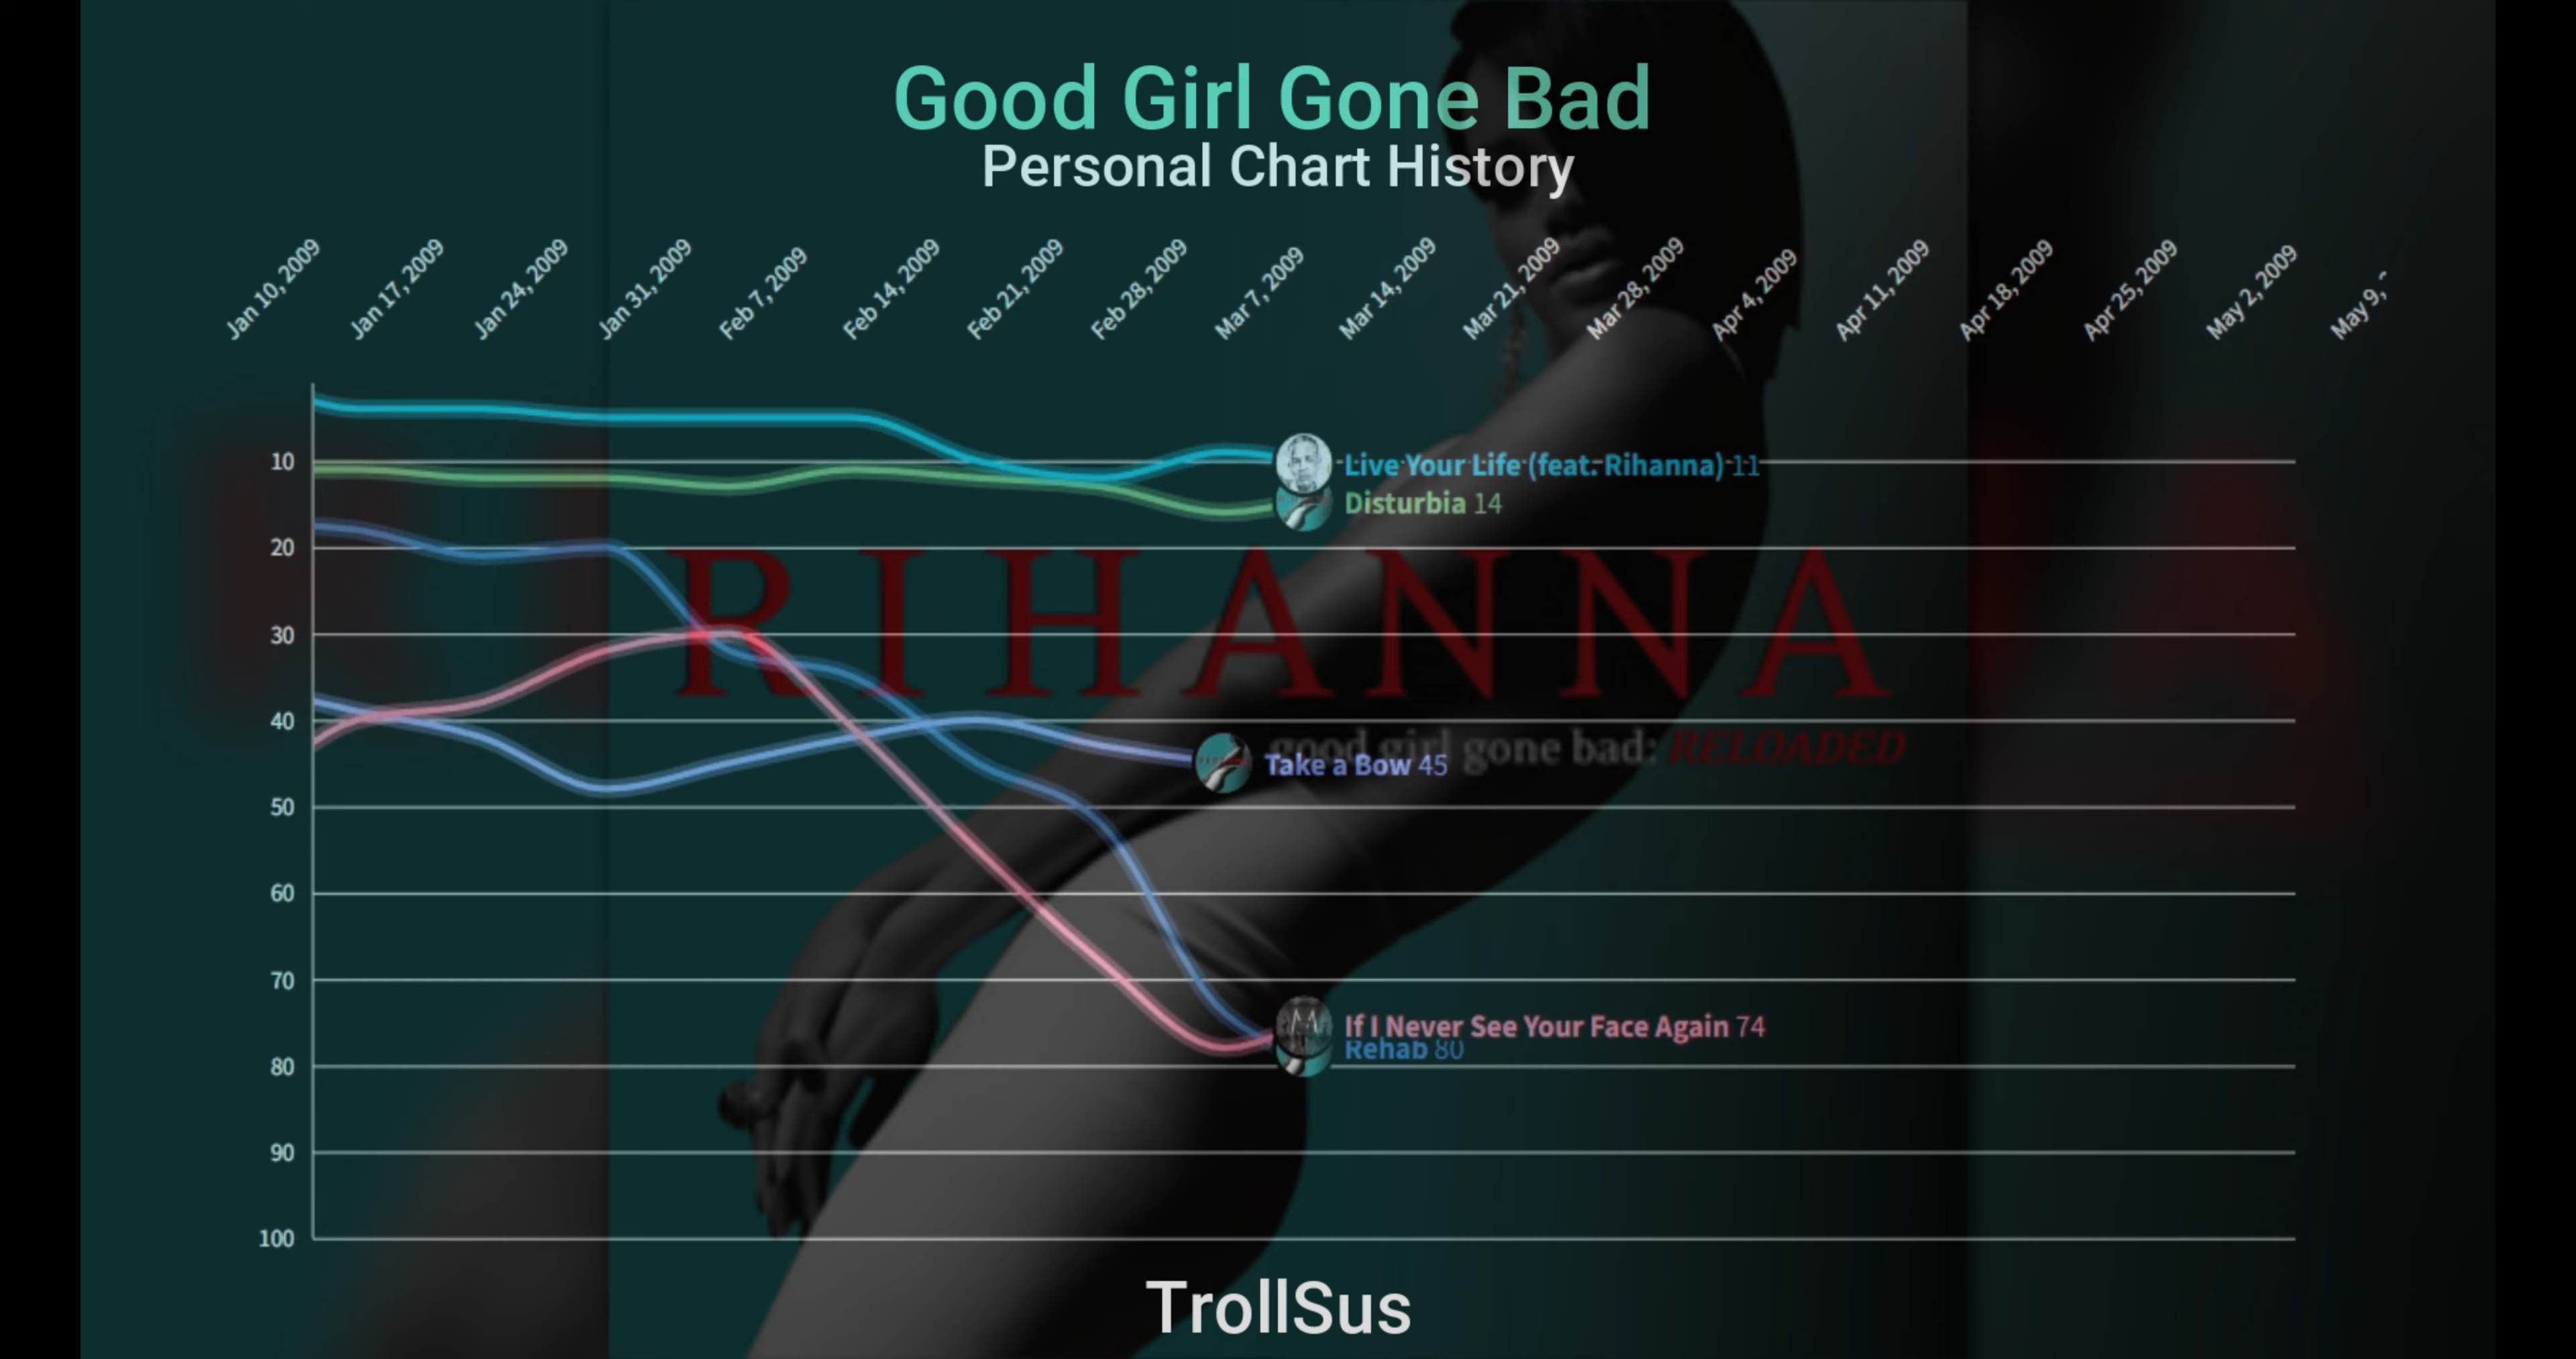 Good Girl Gone Bad
Personal Chart History
Jan 10, 2009
Jan 17, 2009
Jan 24, 2009
Jan 31, 2009
Feb 7, 2009
Feb 14, 2009
Feb 21, 2009
Feb 28, 2009
Mar 7, 2009
Mar 14, 2009
Mar 21, 2009
Mar 28, 2009
Apr 4, 2009
Apr 11, 2009
Apr 18, 2009
Apr 25, 2009
May 2, 2009
May 9,
10
Live Your Life (feat. Rihanna) 11
Disturbia 14
20
RIHANNA
30
40
good girl gone bad: RELOADED
Take a Bow 45
50
60
70
If I Never See Your Face Again 74
Rehab 80
80
90
100
TrollSus